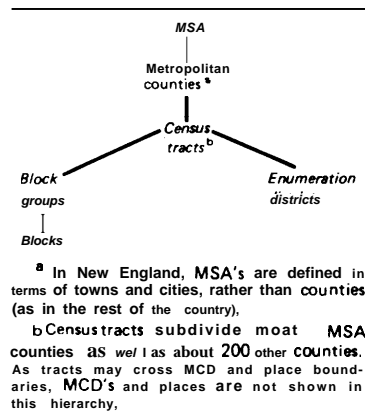 MSA
Metropolitan
counties a
Census
tracts b
Block
groups
Enumeration
districts
Blocks
a In New England, MSA's are defined in
terms of towns and cities, rather than counties
(as in the rest of the country),
b Census tracts subdivide moat MSA
counties as wel l as about 200 other counties.
As tracts may cross MCD and place bound-
aries, MCD's and places are not shown in
this hierarchy,